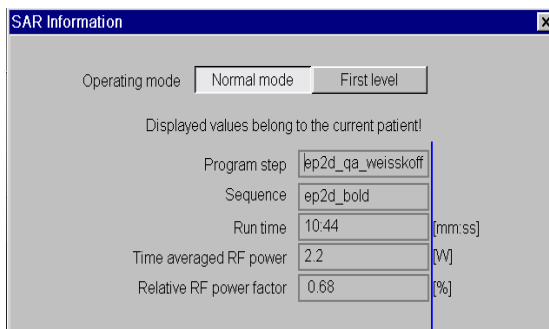 SAR Information
Operating mode Normal mode First level
Displayed values belong to the current patient!
Program step ep2d_qa_weisskoff
Sequence ep2d_bold
Run time 10:44 [mm:ss]
Time averaged RF power 2.2 [W]
Relative RF power factor 0.68 [%]